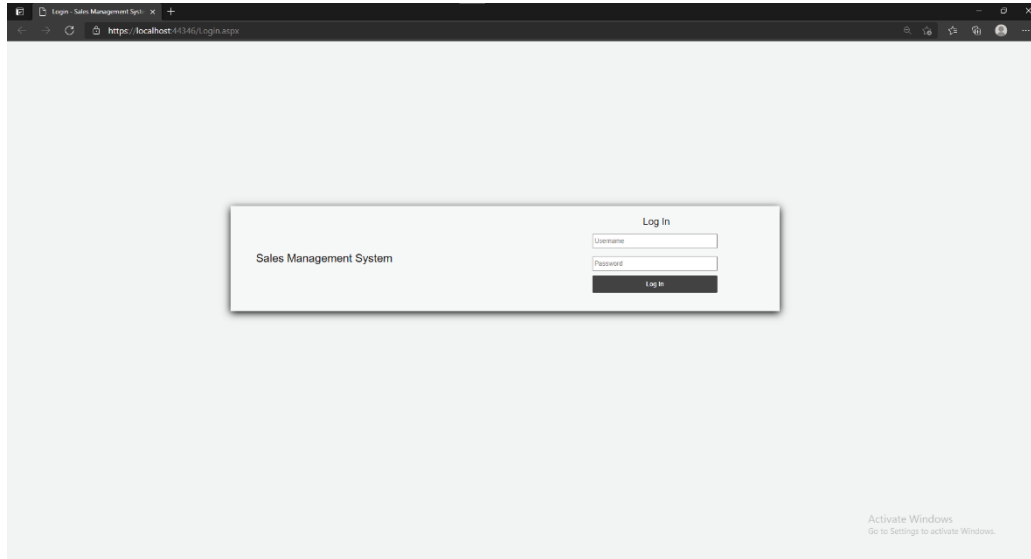 Login - Sales Management Syst
https://localhost:44346/Login.aspx
Log In
Username
Sales Management System
Password
Log In
Activate Windows
Go to Settings to activate Windows.